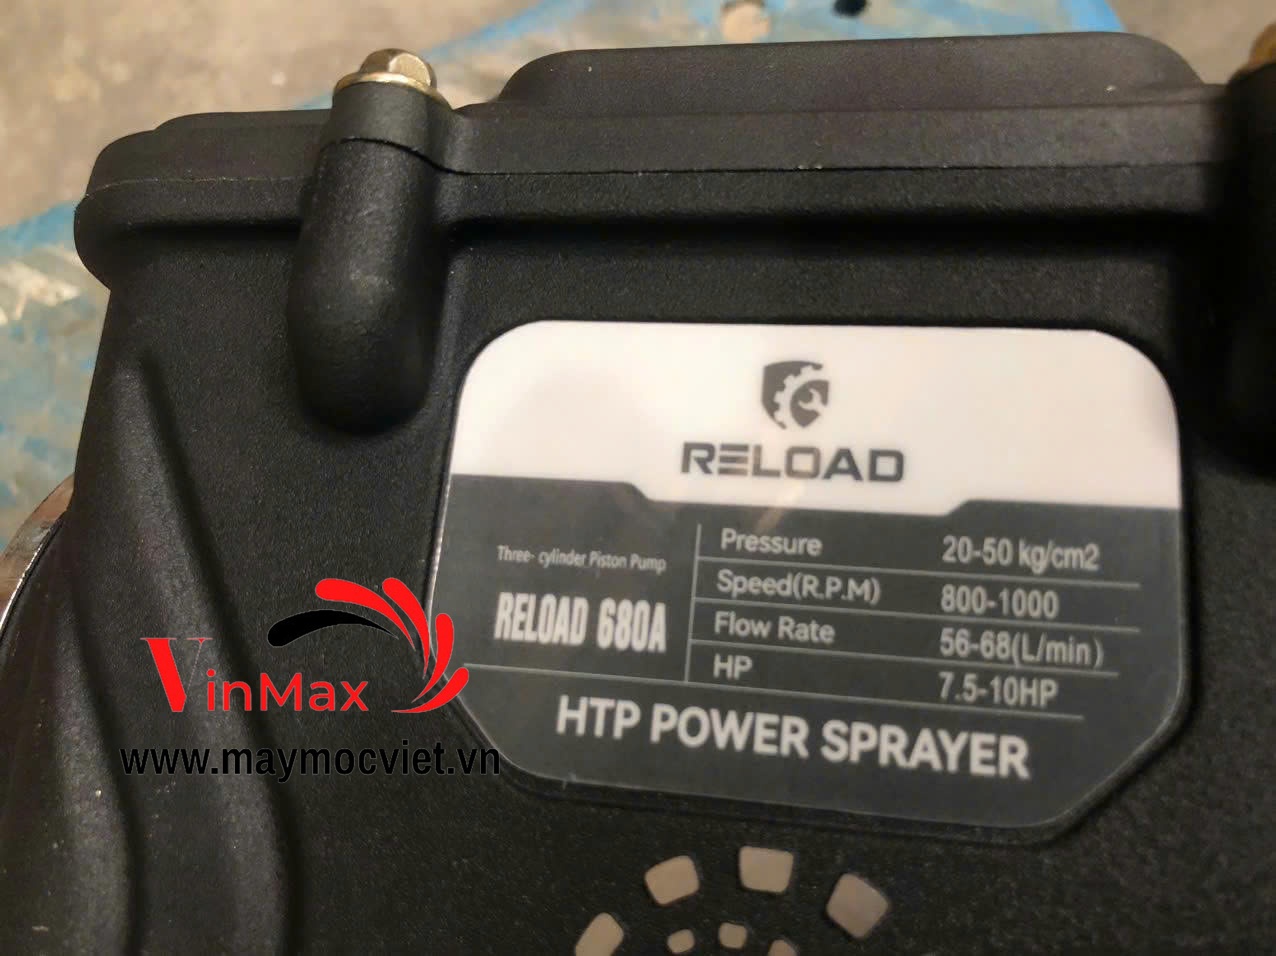 RELOAD
Three- cylinder Piston Pump
RELOAD 680A
Pressure 20-50 kg/cm2
Speed(R.P.M) 800-1000
Flow Rate 56-68(L/min)
HP 7.5-10HP
HTP POWER SPRAYER
VinMax
www.maymocviet.vn